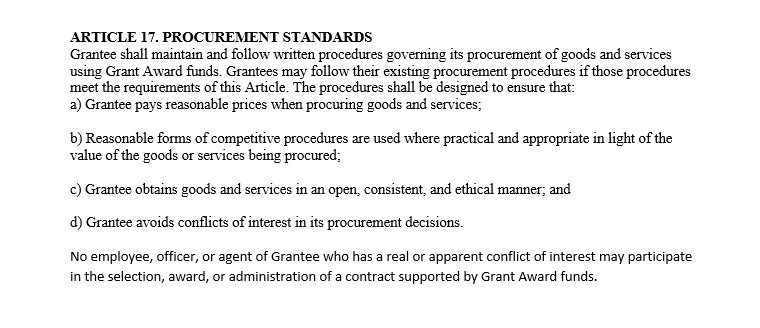 ARTICLE 17. PROCUREMENT STANDARDS
Grantee shall maintain and follow written procedures governing its procurement of goods and services
using Grant Award funds. Grantees may follow their existing procurement procedures if those procedures
meet the requirements of this Article. The procedures shall be designed to ensure that:
a) Grantee pays reasonable prices when procuring goods and services;
b) Reasonable forms of competitive procedures are used where practical and appropriate in light of the
value of the goods or services being procured;
c) Grantee obtains goods and services in an open, consistent, and ethical manner; and
d) Grantee avoids conflicts of interest in its procurement decisions.
No employee, officer, or agent of Grantee who has a real or apparent conflict of interest may participate
in the selection, award, or administration of a contract supported by Grant Award funds.